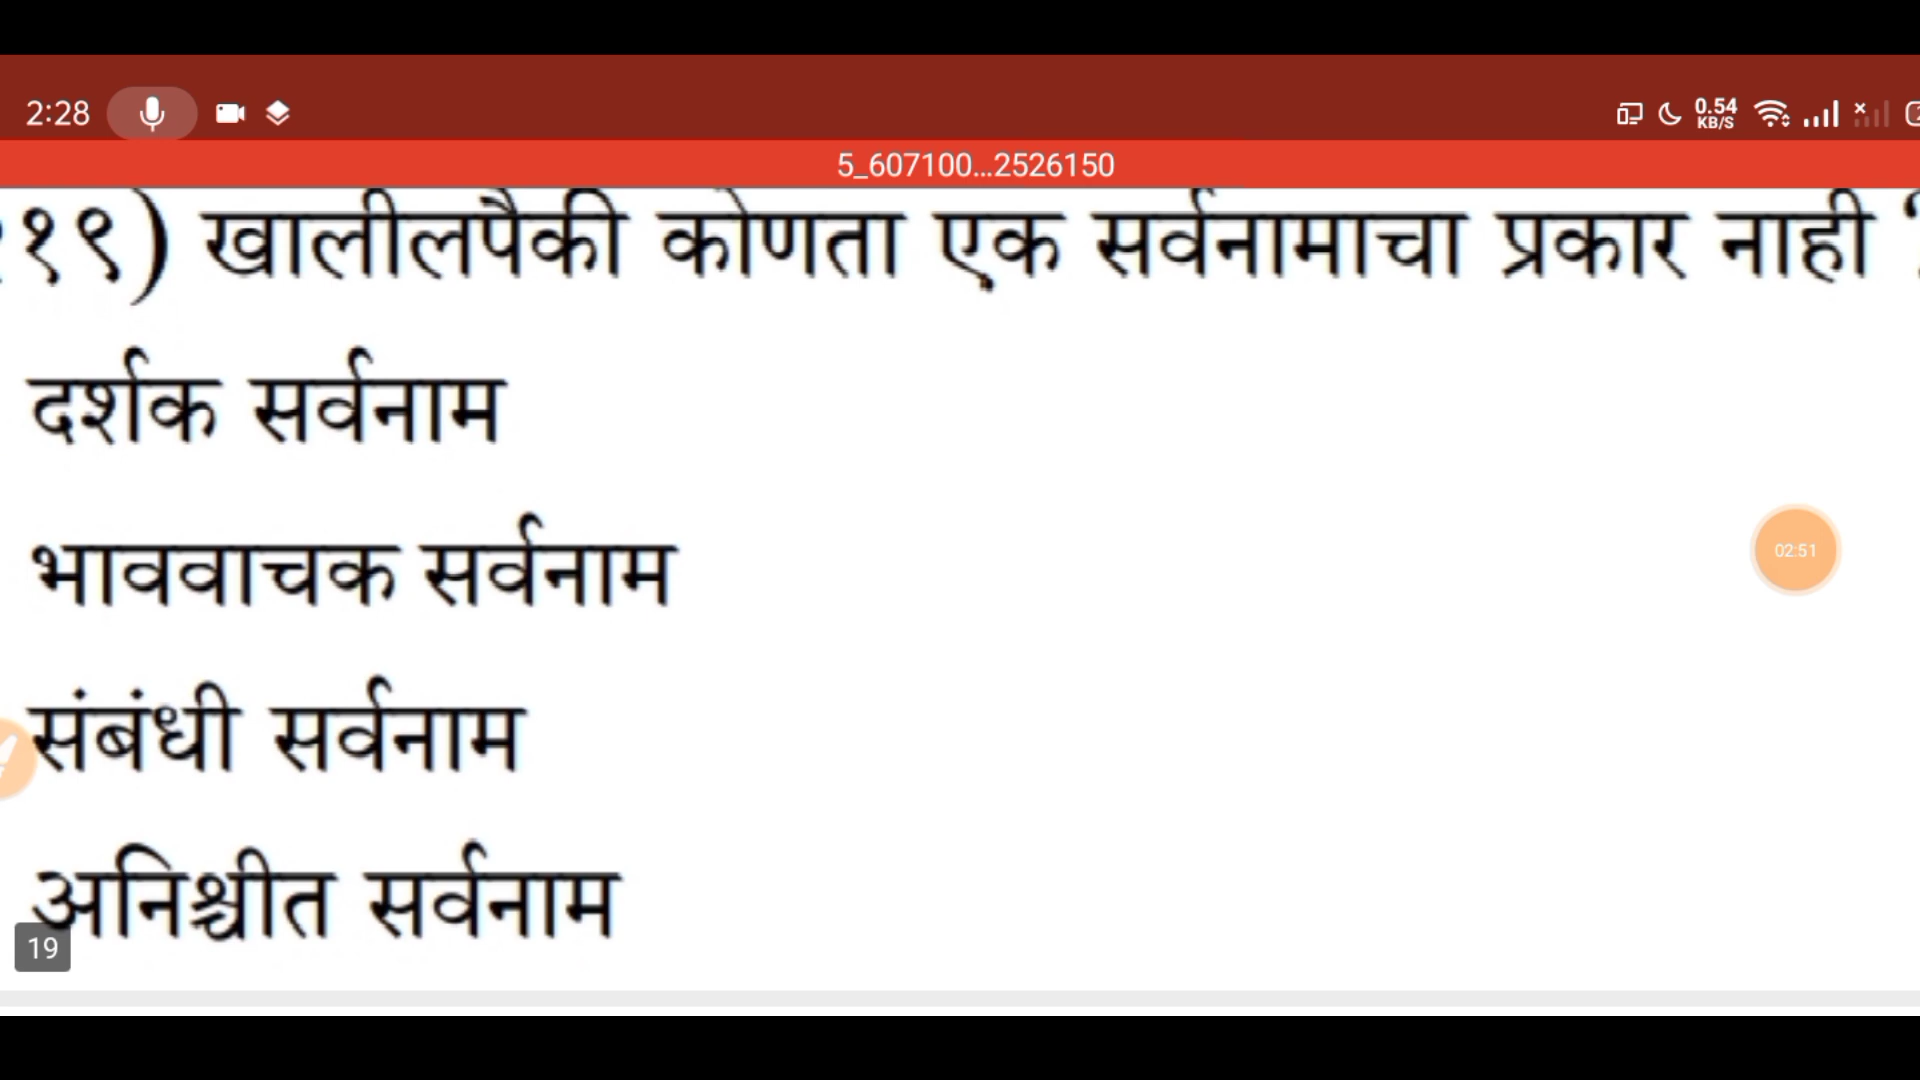 2:28
0.54
KB/S
5_607100...2526150
१९) खालीलपैकी कोणता एक सर्वनामाचा प्रकार नाही
दर्शक सर्वनाम
भाववाचक सर्वनाम
02:51
संबंधी सर्वनाम
अनिश्चीत सर्वनाम
19